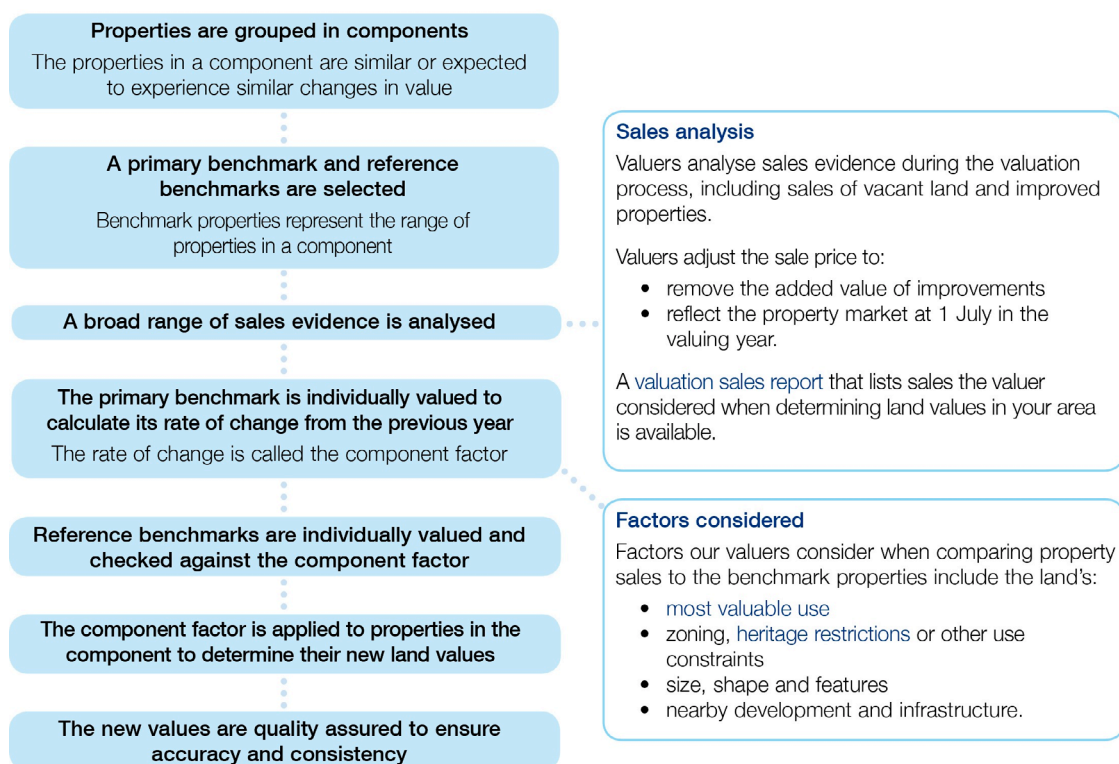 Properties are grouped in components
The properties in a component are similar or expected
to experience similar changes in value
A primary benchmark and reference
benchmarks are selected
Benchmark properties represent the range of
properties in a component
A broad range of sales evidence is analysed
The primary benchmark is individually valued to
calculate its rate of change from the previous year
The rate of change is called the component factor
Reference benchmarks are individually valued and
checked against the component factor
The component factor is applied to properties in the
component to determine their new land values
The new values are quality assured to ensure
accuracy and consistency
Sales analysis
Valuers analyse sales evidence during the valuation
process, including sales of vacant land and improved
properties.
Valuers adjust the sale price to:
• remove the added value of improvements
• reflect the property market at 1 July in the
valuing year.
A valuation sales report that lists sales the valuer
considered when determining land values in your area
is available.
Factors considered
Factors our valuers consider when comparing property
sales to the benchmark properties include the land's:
• most valuable use
• zoning, heritage restrictions or other use
constraints
• size, shape and features
• nearby development and infrastructure.